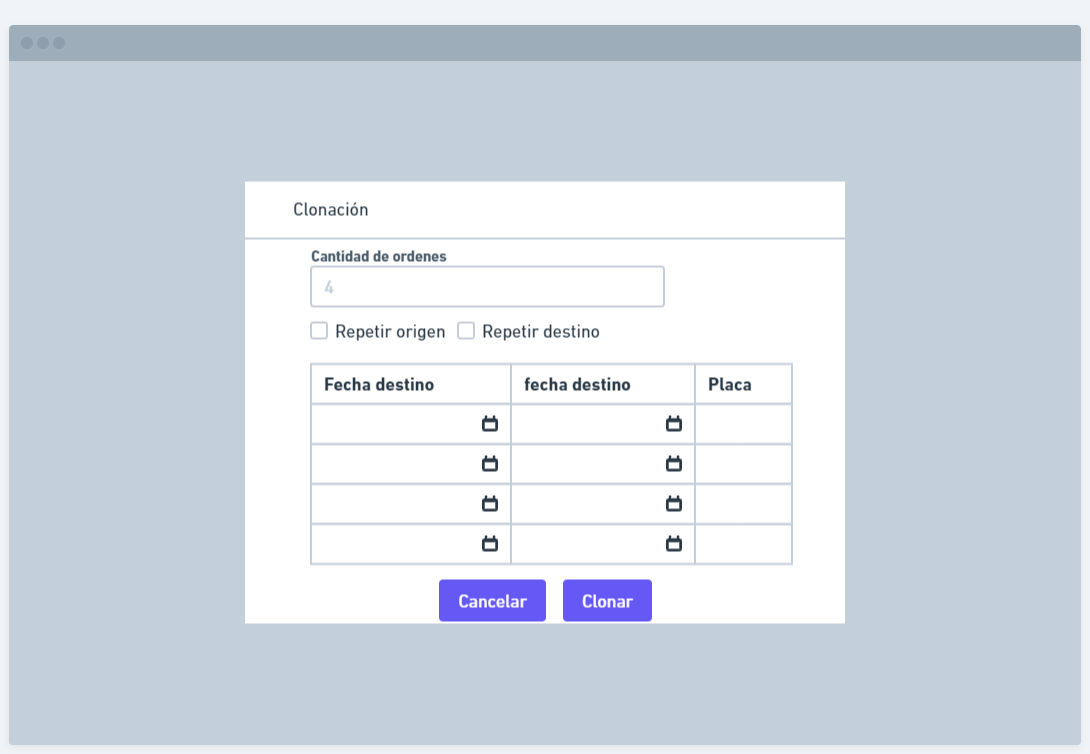 Clonación
Cantidad de ordenes
4
Repetir origen Repetir destino
Fecha destino fecha destino Placa
Cancelar Clonar